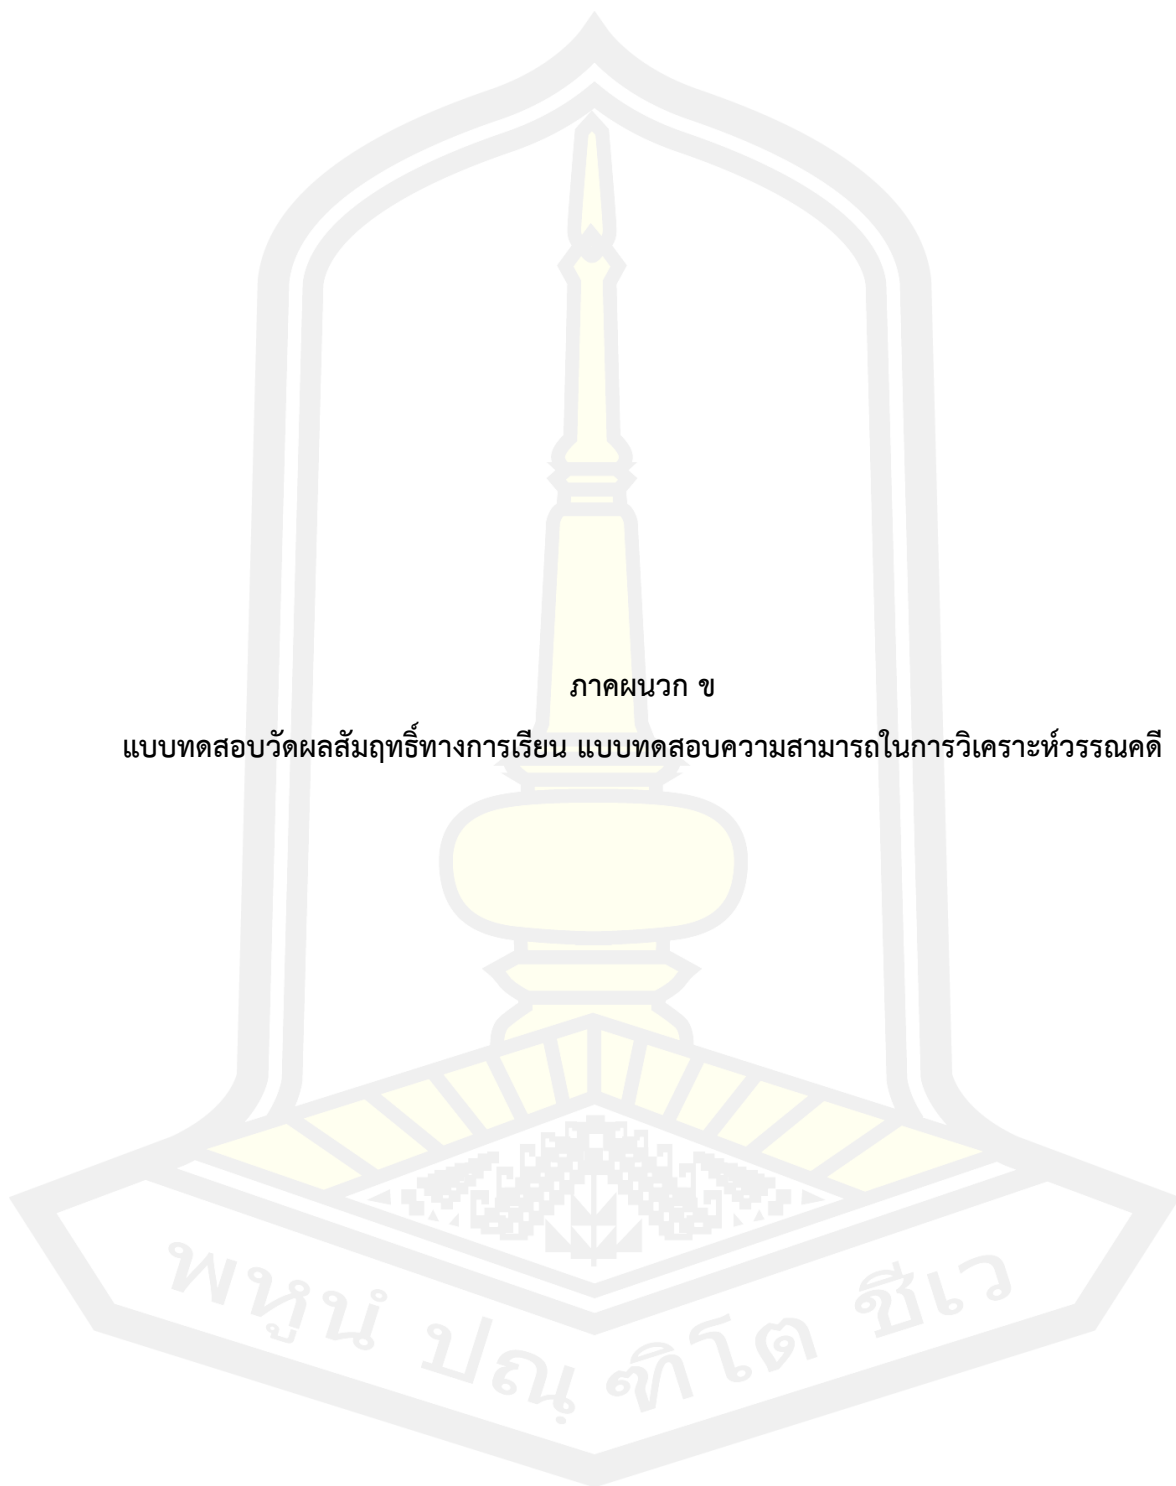 ภาคผนวก ข
แบบทดสอบวัดผลสัมฤทธิ์ทางการเรียน แบบทดสอบความสามารถในการวิเคราะห์วรรณคดี
พหูนํ ปณฺฑิโต ชีเว